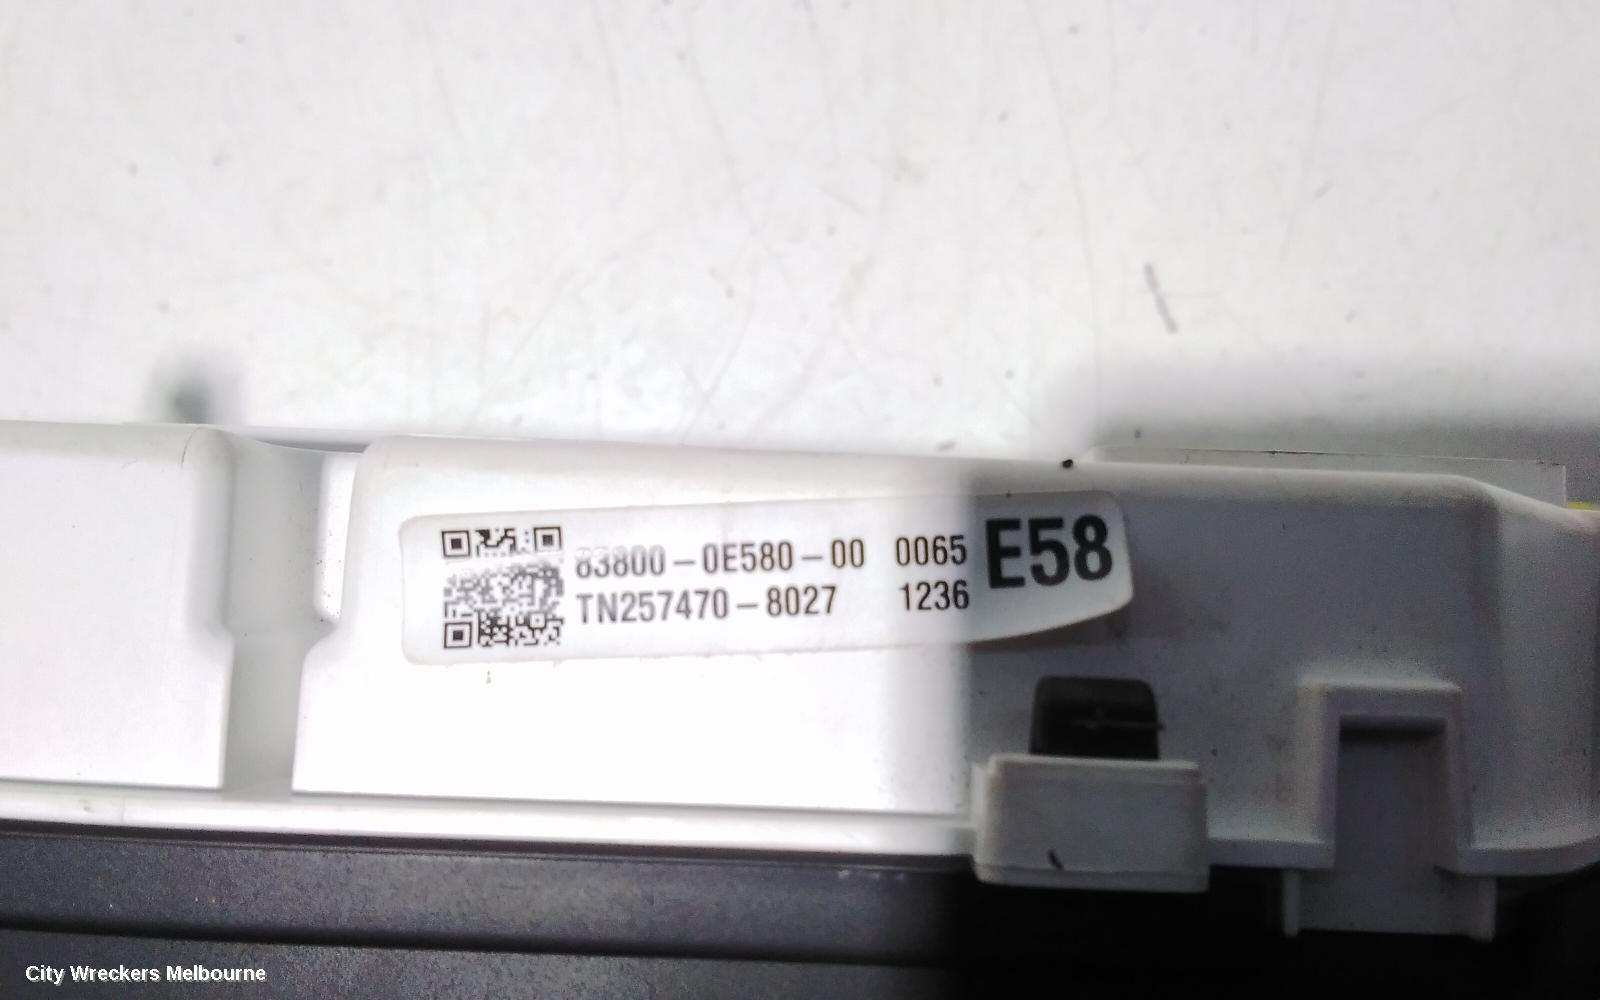 83800-0E580-00 0065 E58
TN257470-8027 1236
City Wreckers Melbourne